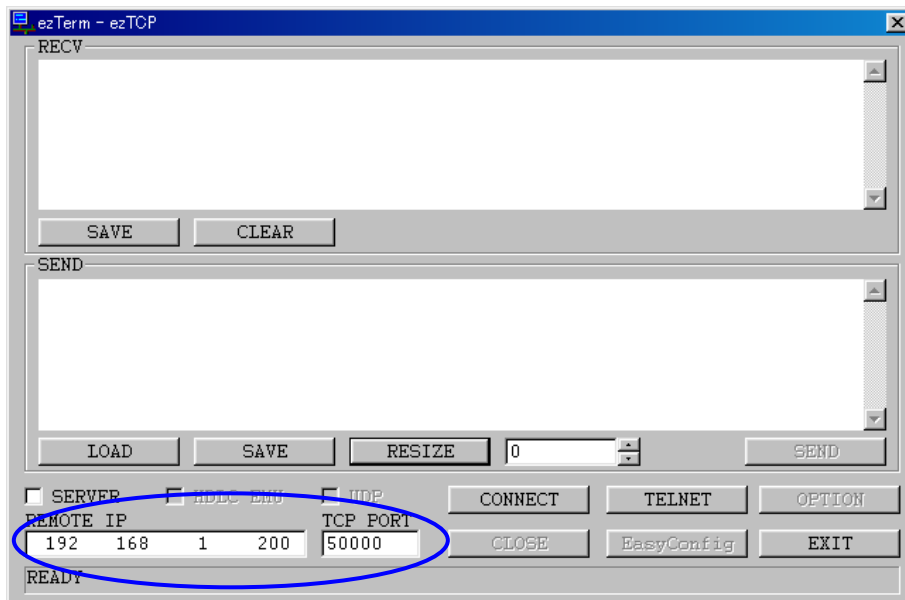 ezTerm - ezTCP
RECV
SAVE CLEAR
SEND
LOAD SAVE RESIZE 0 SEND
SERVER HDLC EMU UDP CONNECT TELNET OPTION
REMOTE IP TCP PORT
192 168 1 200 50000 CLOSE EasyConfig EXIT
READY